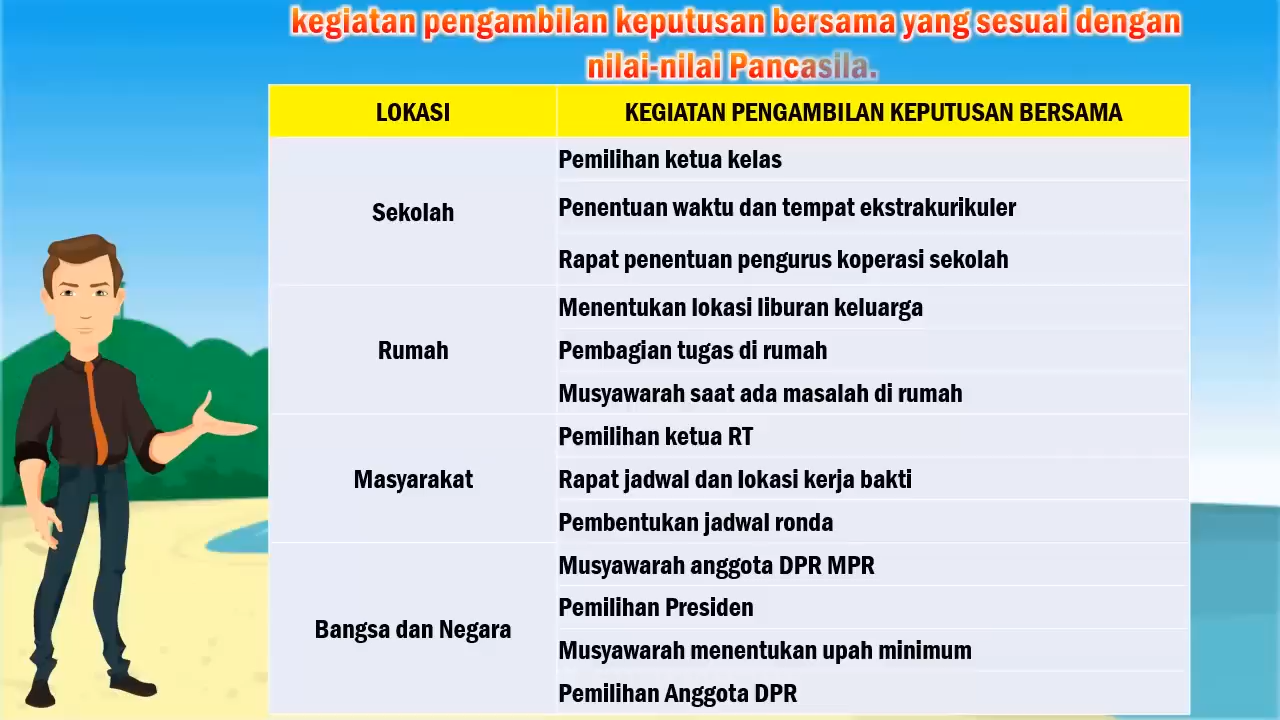 kegiatan pengambilan keputusan bersama yang sesuai dengan
nilai-nilai Pancasila.
LOKASI
KEGIATAN PENGAMBILAN KEPUTUSAN BERSAMA
Sekolah
Pemilihan ketua kelas
Penentuan waktu dan tempat ekstrakurikuler
Rapat penentuan pengurus koperasi sekolah
Rumah
Menentukan lokasi liburan keluarga
Pembagian tugas di rumah
Musyawarah saat ada masalah di rumah
Masyarakat
Pemilihan ketua RT
Rapat jadwal dan lokasi kerja bakti
Pembentukan jadwal ronda
Bangsa dan Negara
Musyawarah anggota DPR MPR
Pemilihan Presiden
Musyawarah menentukan upah minimum
Pemilihan Anggota DPR